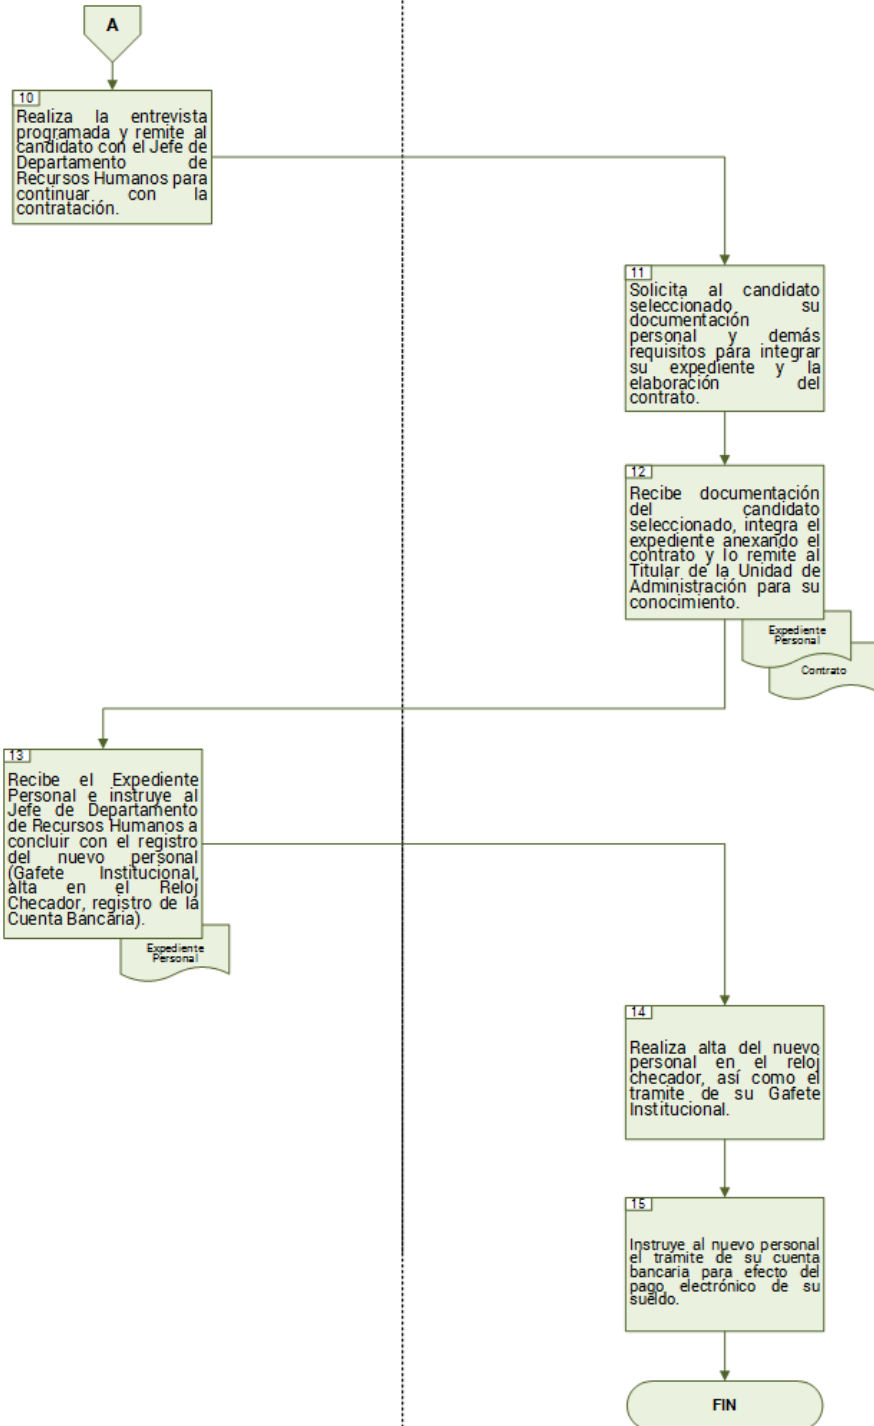 A
10
Realiza la entrevista
programada y remite al
candidato con el Jefe de
Departamento de
Recursos Humanos para
continuar con la
contratación.
11
Solicita al candidato
seleccionado su
documentación
personal y demás
requisitos para integrar
su expediente y la
elaboración del
contrato.
12
Recibe documentación
del candidato
seleccionado, integra el
expediente anexando el
contrato y lo remite al
Titular de la Unidad de
Administración para su
conocimiento.
Expediente
Personal
Contrato
13
Recibe el Expediente
Personal e instruye al
Jefe de Departamento
de Recursos Humanos a
concluir con el registro
del nuevo personal
(Gafete Institucional,
alta en el Reloj
Checador, registro de la
Cuenta Bancaria).
Expediente
Personal
14
Realiza alta del nuevo
personal en el reloj
checador, así como el
tramite de su Gafete
Institucional.
15
Instruye al nuevo personal
el tramite de su cuenta
bancaria para efecto del
pago electrónico de su
sueldo.
FIN